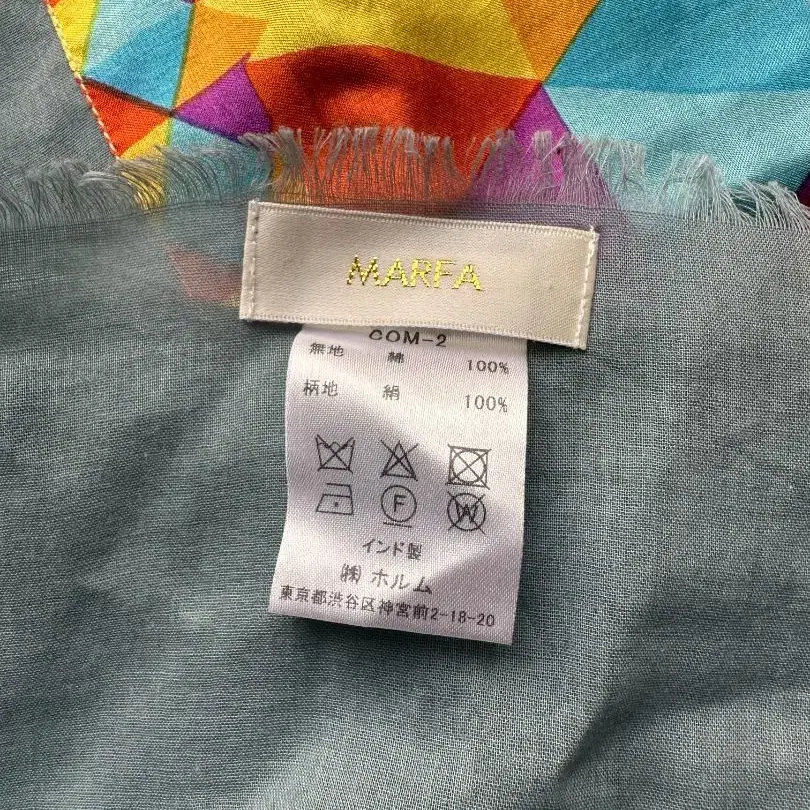 MARFA
COM-2
無地 綿 100%
柄地 絹 100%
F W
インド製
㈱ ホルム
東京都渋谷区神宮前2-18-20